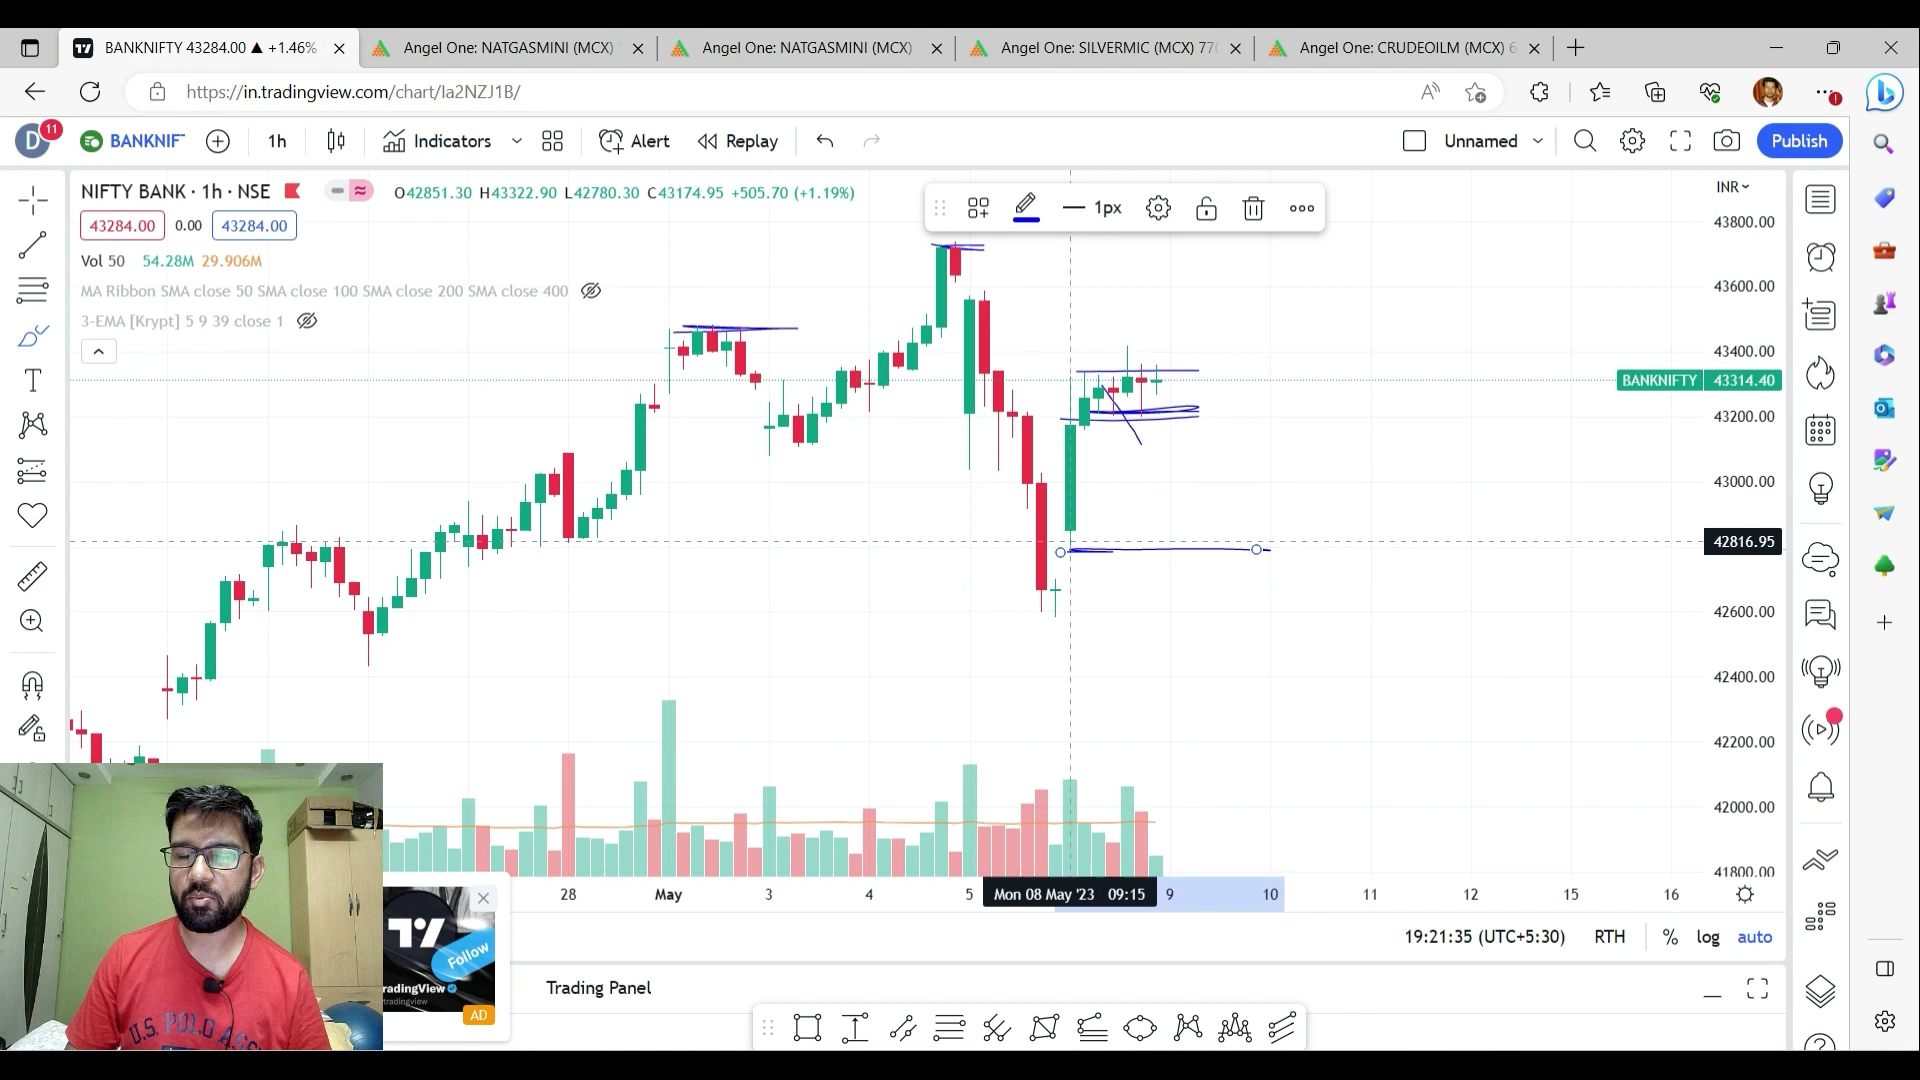 BANKNIFTY 43284.00 ▲ +1.46%
Angel One: NATGASMINI (MCX)
Angel One: NATGASMINI (MCX)
Angel One: SILVERMIC (MCX) 770
Angel One: CRUDEOILM (MCX) 6
https://in.tradingview.com/chart/Ia2NZJ1B/
D 11 BANKNIF 1h Indicators Alert Replay Unnamed Publish
NIFTY BANK · 1h · NSE O42851.30 H43322.90 L42780.30 C43174.95 +505.70 (+1.19%)
43284.00 0.00 43284.00
Vol 50 54.28M 29.906M
MA Ribbon SMA close 50 SMA close 100 SMA close 200 SMA close 400
3-EMA [Krypt] 5 9 39 close 1
1px
INR
43800.00
43600.00
43400.00
BANKNIFTY 43314.40
43200.00
43000.00
42816.95
42600.00
42400.00
42200.00
42000.00
41800.00
28 May 3 4 5 Mon 08 May '23 09:15 9 10 11 12 15 16
19:21:35 (UTC+5:30) RTH % log auto
Follow
radingView
tradingview
AD
Trading Panel
U.S. POLO ASS